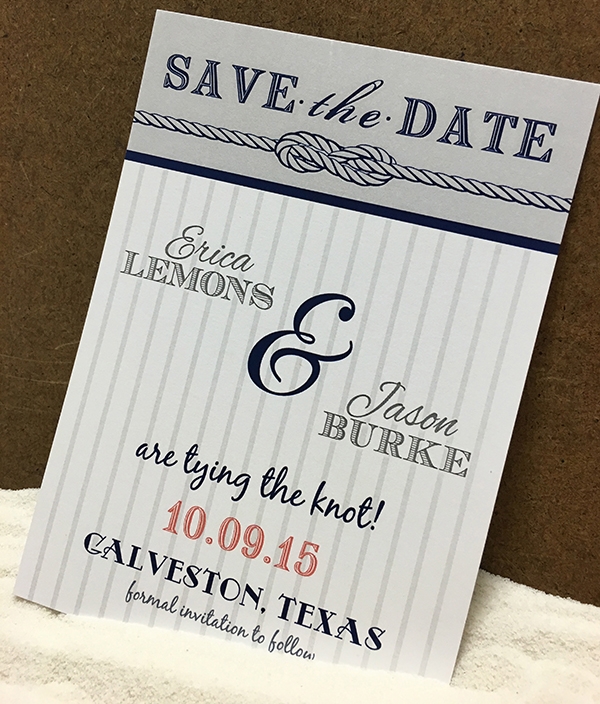 SAVE·the·DATE
Erica
LEMONS
&
Jason
BURKE
are tying the knot!
10.09.15
GALVESTON, TEXAS
formal invitation to follow